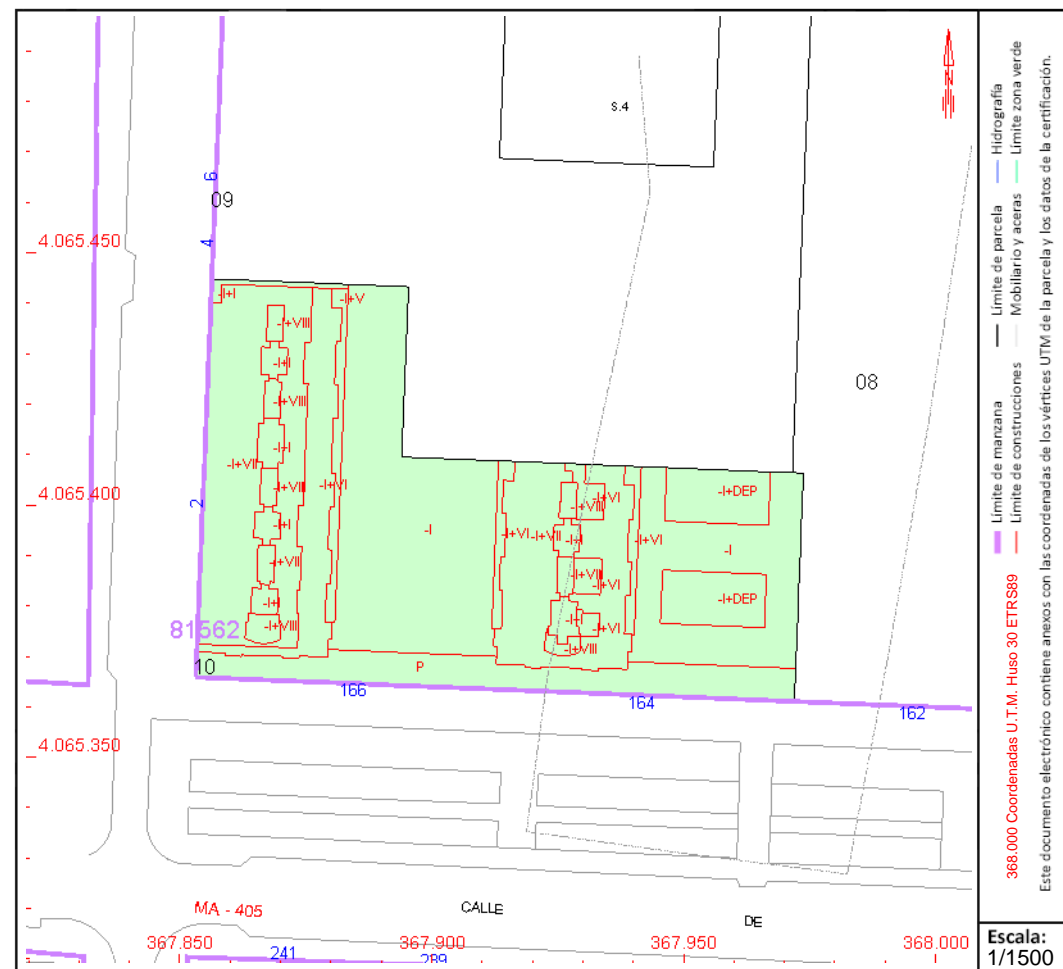 S.4
6
09
4.065.450
4
-I+I
-I+V
-I+VIII
-I+I
08
-I+VIII
-I+I
-I+VII
-I+VII
-I+VI
-I+DEP
-I+VI
-I+VIII
4.065.400
2
-I+I
-I
-I+VI
-I+VII
-I+I
-I+VI
-I
-I+VII
-I+VII
-I+VI
-I+I
-I+DEP
-I+I
81562
-I+VIII
-I+VI
-I+VIII
10
P
166
164
162
4.065.350
MA - 405
CALLE
DE
367.850
367.900
367.950
368.000
241
289
N
368.000 Coordenadas U.T.M. Huso 30 ETRS89
Límite de manzana
Límite de parcela
Hidrografía
Límite de construcciones
Mobiliario y aceras
Límite zona verde
Este documento electrónico contiene anexos con las coordenadas de los vértices UTM de la parcela y los datos de la certificación.
Escala:
1/1500